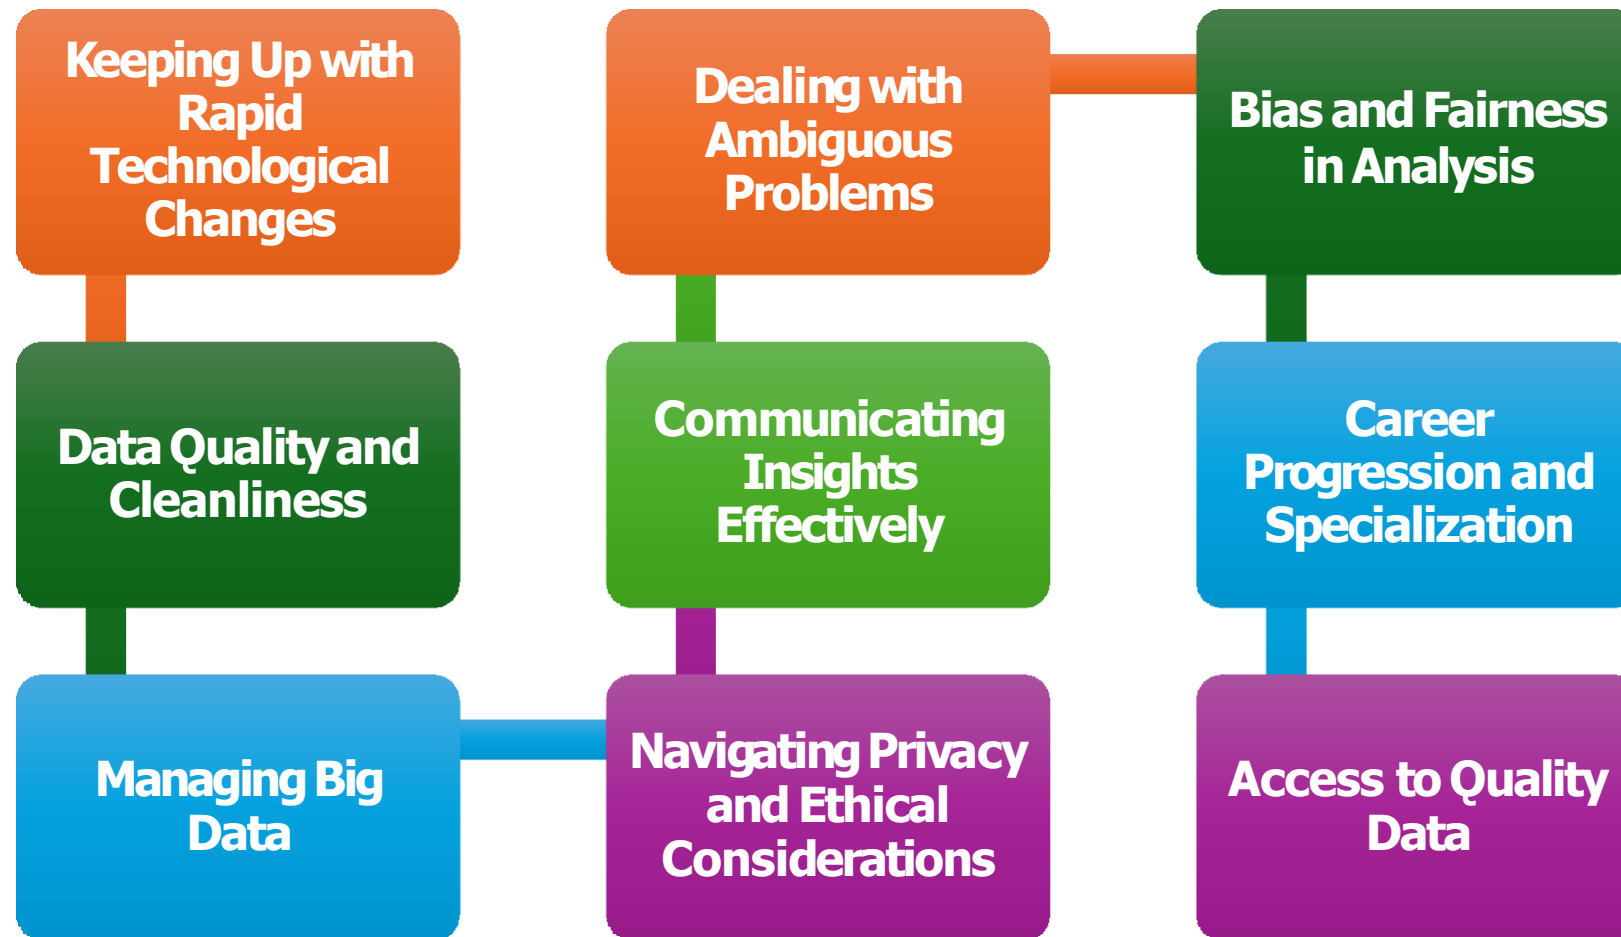 Keeping Up with
Rapid
Technological
Changes
Data Quality and
Cleanliness
Managing Big
Data
Navigating Privacy
and Ethical
Considerations
Communicating
Insights
Effectively
Dealing with
Ambiguous
Problems
Bias and Fairness
in Analysis
Career
Progression and
Specialization
Access to Quality
Data